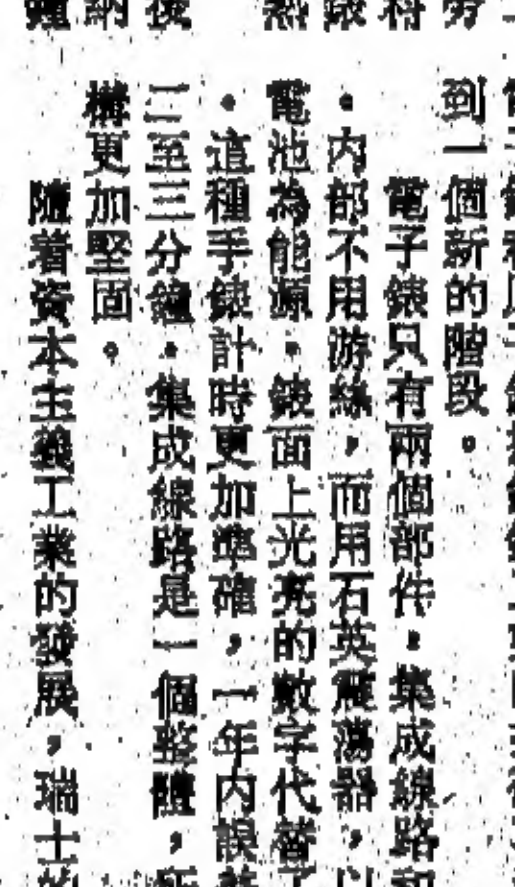 到一個新的階段。
電子錶只有兩個部件．集成線路和
．內部不用游絲，而用石英震蕩器，以
電池為能源．錶面上光亮的數字代替了
．這種手錶計時更加準確，一年內誤
二至三分鐘．集成線路是一個整體，
構更加堅固。
隨着資本主義工業的發展，瑞士的